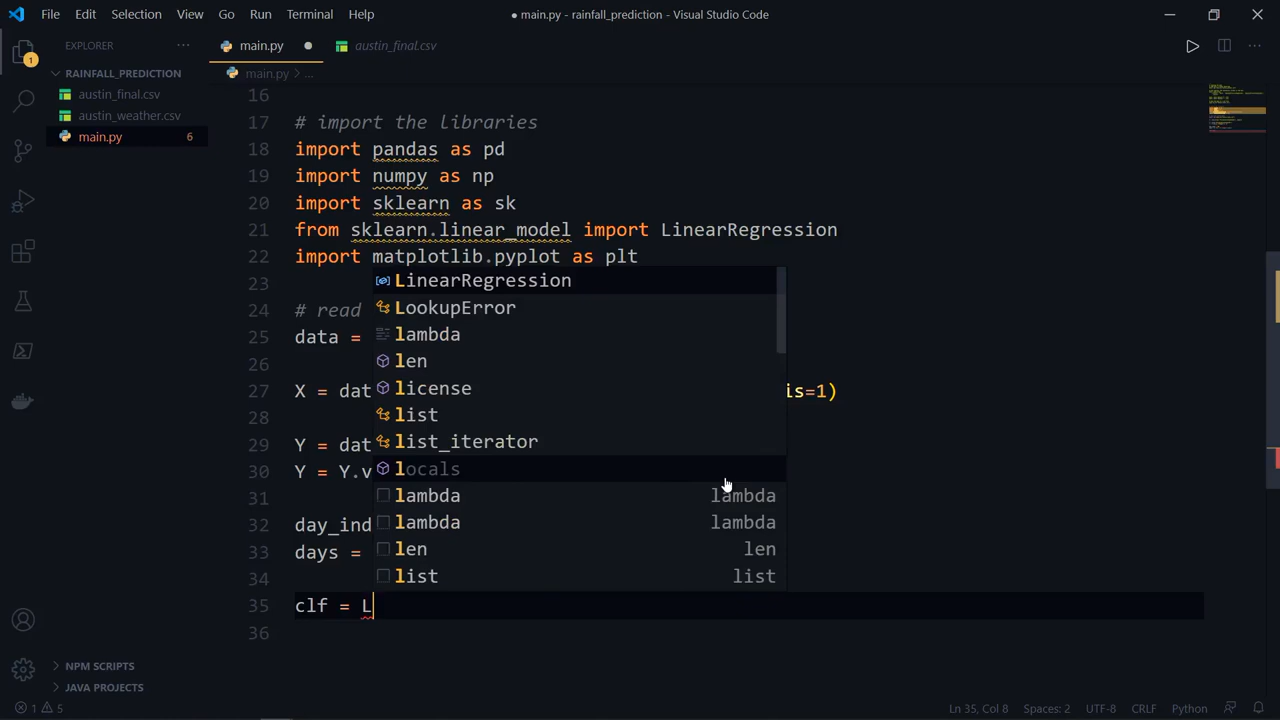 File Edit Selection View Go Run Terminal Help
● main.py - rainfall_prediction - Visual Studio Code
EXPLORER ···
main.py ●
austin_final.csv
RAINFALL_PREDICTION
austin_final.csv
austin_weather.csv
main.py 6
1
main.py > ...
16
17 # import the libraries
18 import pandas as pd
19 import numpy as np
20 import sklearn as sk
21 from sklearn.linear_model import LinearRegression
22 import matplotlib.pyplot as plt
23
24 # read
25 data =
26
27 X = dat is=1)
28
29 Y = dat
30 Y = Y.v
31
32 day_ind
33 days =
34
35 clf = L
36
LinearRegression
LookupError
lambda
len
license
list
list_iterator
locals
lambda lambda
lambda lambda
len len
list list
NPM SCRIPTS
JAVA PROJECTS
1 5
Ln 35, Col 8 Spaces: 2 UTF-8 CRLF Python